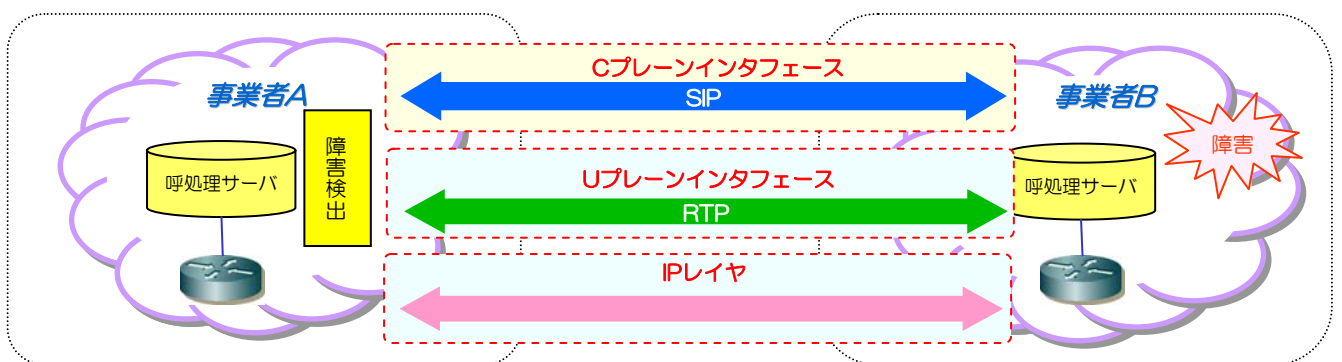 Cプレーンインタフェース
SIP
事業者A
事業者B
障害検出
障害
呼処理サーバ
Uプレーンインタフェース
RTP
呼処理サーバ
IPレイヤ